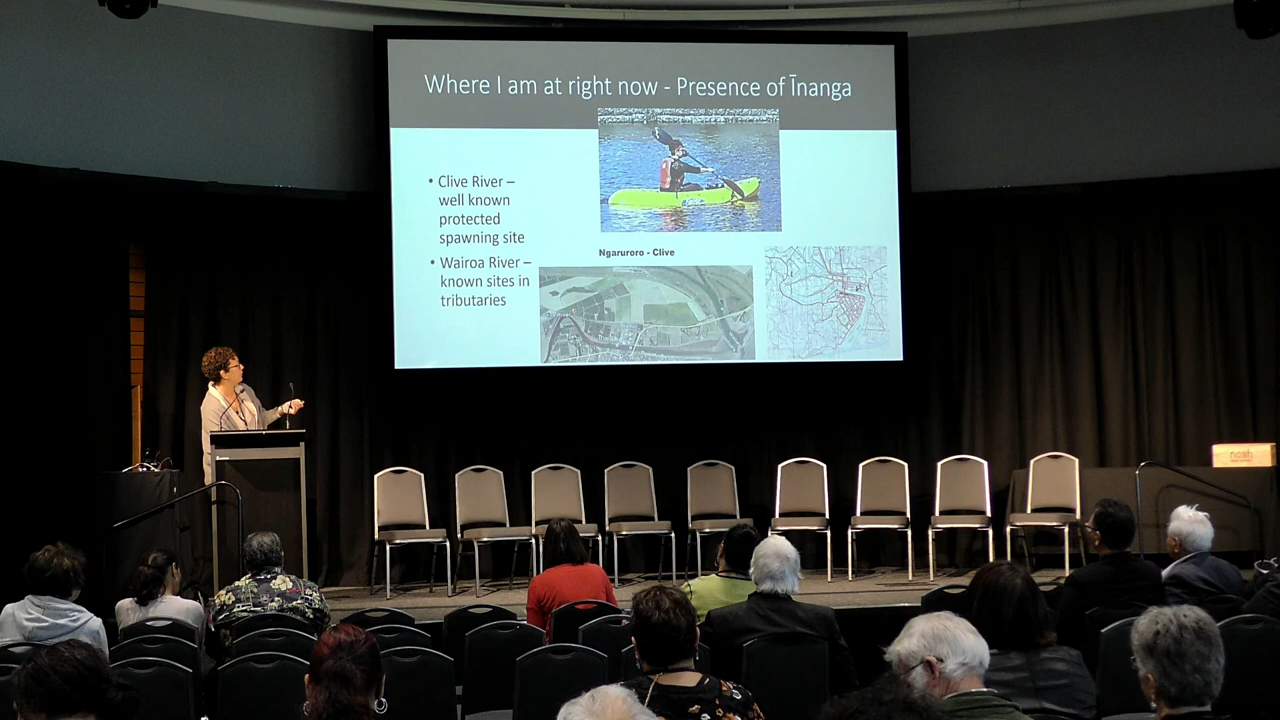 Where I am at right now - Presence of Īnanga
• Clive River –
well known
protected
spawning site
• Wairoa River –
known sites in
tributaries
Ngaruroro - Clive
noah